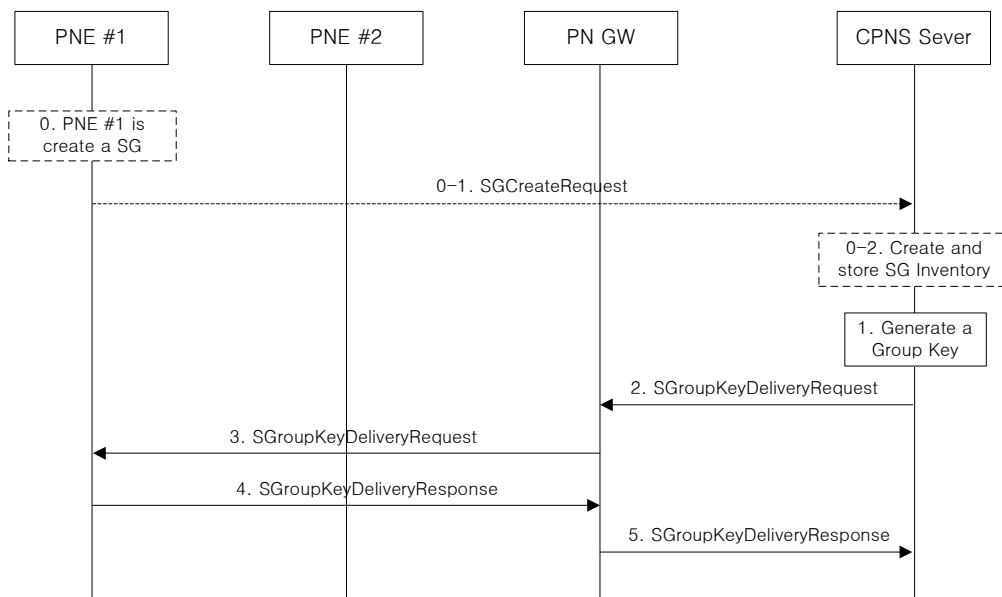 PNE #1
PNE #2
PN GW
CPNS Sever
0. PNE #1 is
create a SG
0-1. SGCreateRequest
0-2. Create and
store SG Inventory
1. Generate a
Group Key
2. SGroupKeyDeliveryRequest
3. SGroupKeyDeliveryRequest
4. SGroupKeyDeliveryResponse
5. SGroupKeyDeliveryResponse